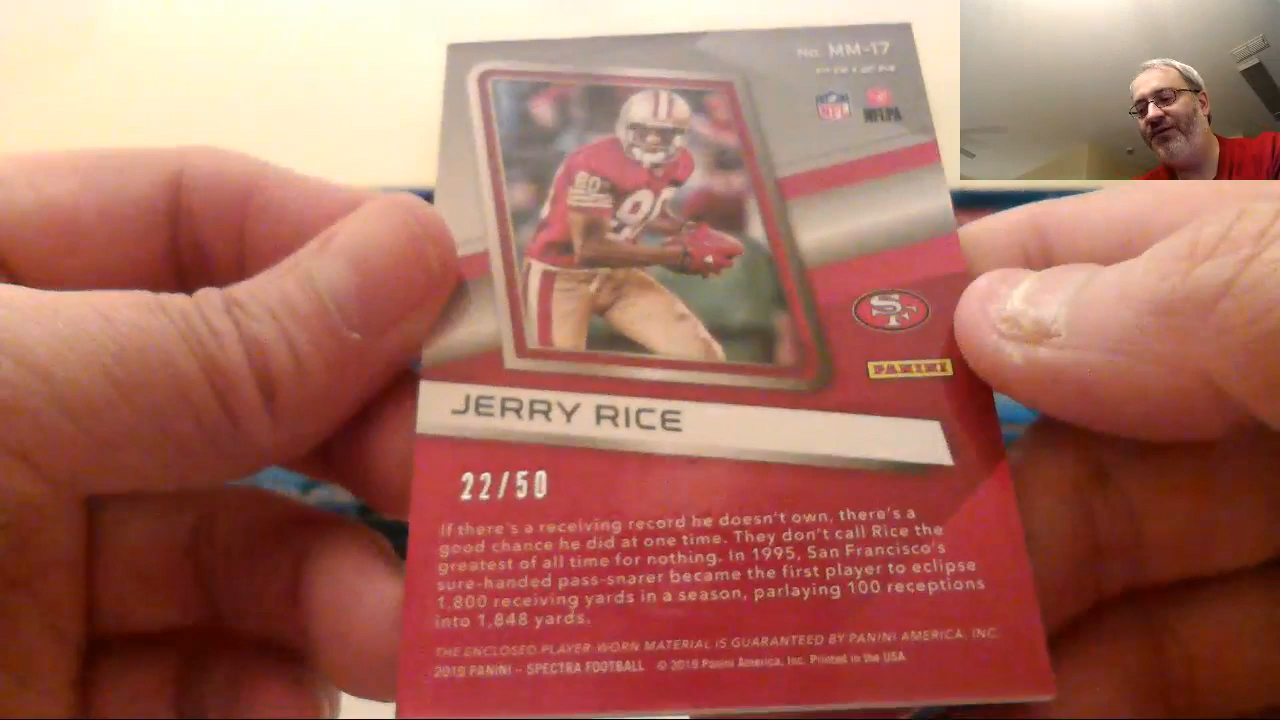 No. MM-17
PRIZM
NFL
NFLPA
80
80
SF
PANINI
JERRY RICE
22/50
If there's a receiving record he doesn't own, there's a
good chance he did at one time. They don't call Rice the
greatest of all time for nothing. In 1995, San Francisco's
sure-handed pass-snarer became the first player to eclipse
1,800 receiving yards in a season, parlaying 100 receptions
into 1,848 yards.
THE ENCLOSED PLAYER-WORN MATERIAL IS GUARANTEED BY PANINI AMERICA, INC.
2019 PANINI – SPECTRA FOOTBALL © 2019 Panini America, Inc. Printed in the USA